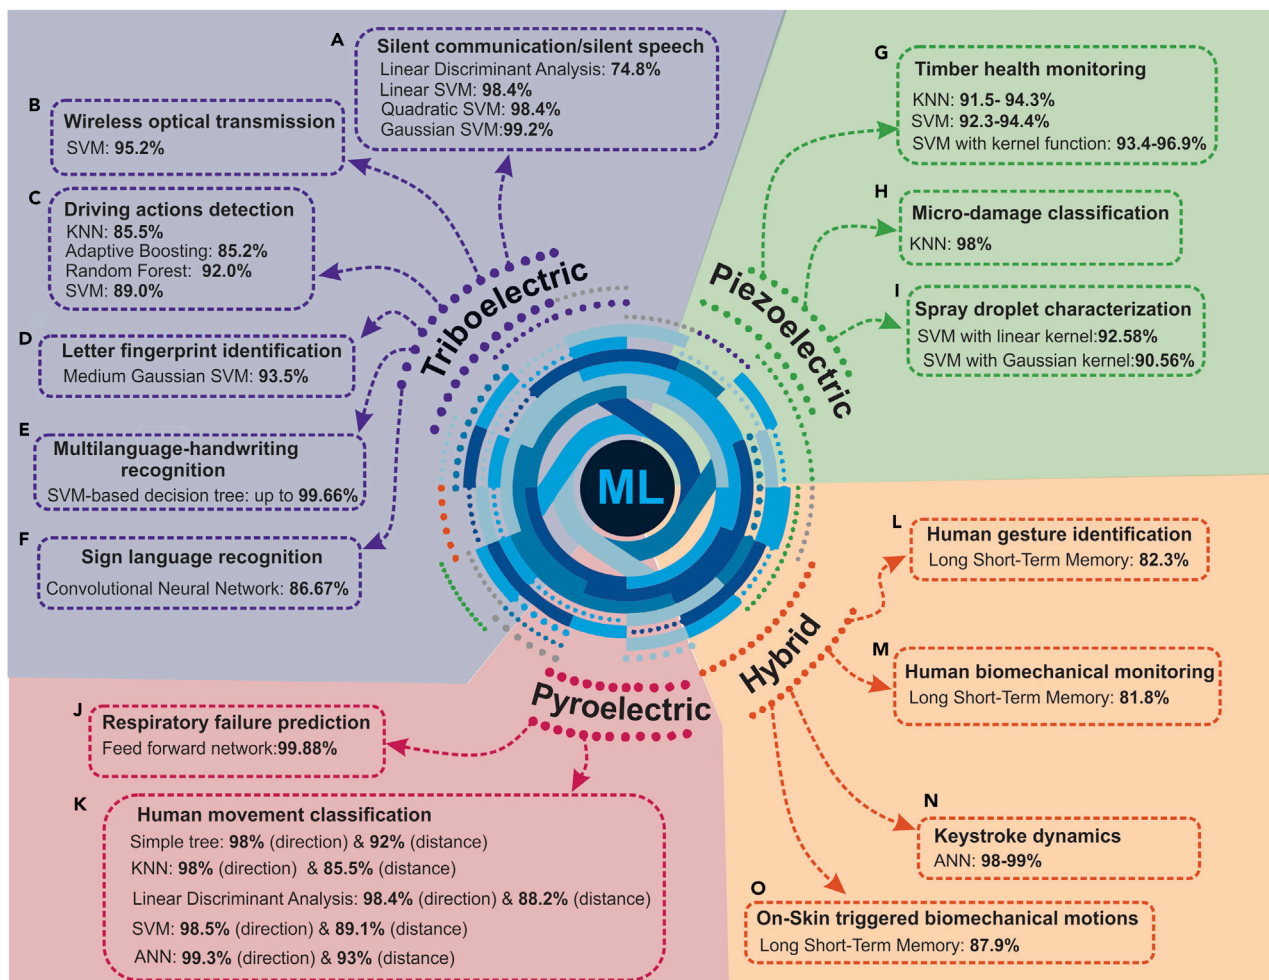 A
Silent communication/silent speech
Linear Discriminant Analysis: 74.8%
Linear SVM: 98.4%
Quadratic SVM: 98.4%
Gaussian SVM:99.2%
B
Wireless optical transmission
SVM: 95.2%
C
Driving actions detection
KNN: 85.5%
Adaptive Boosting: 85.2%
Random Forest: 92.0%
SVM: 89.0%
D
Letter fingerprint identification
Medium Gaussian SVM: 93.5%
E
Multilanguage-handwriting
recognition
SVM-based decision tree: up to 99.66%
F
Sign language recognition
Convolutional Neural Network: 86.67%
Triboelectric
G
Timber health monitoring
KNN: 91.5- 94.3%
SVM: 92.3-94.4%
SVM with kernel function: 93.4-96.9%
H
Micro-damage classification
KNN: 98%
I
Spray droplet characterization
SVM with linear kernel:92.58%
SVM with Gaussian kernel:90.56%
Piezoelectric
ML
J
Respiratory failure prediction
Feed forward network:99.88%
K
Human movement classification
Simple tree: 98% (direction) & 92% (distance)
KNN: 98% (direction) & 85.5% (distance)
Linear Discriminant Analysis: 98.4% (direction) & 88.2% (distance)
SVM: 98.5% (direction) & 89.1% (distance)
ANN: 99.3% (direction) & 93% (distance)
Pyroelectric
Hybrid
L
Human gesture identification
Long Short-Term Memory: 82.3%
M
Human biomechanical monitoring
Long Short-Term Memory: 81.8%
N
Keystroke dynamics
ANN: 98-99%
O
On-Skin triggered biomechanical motions
Long Short-Term Memory: 87.9%